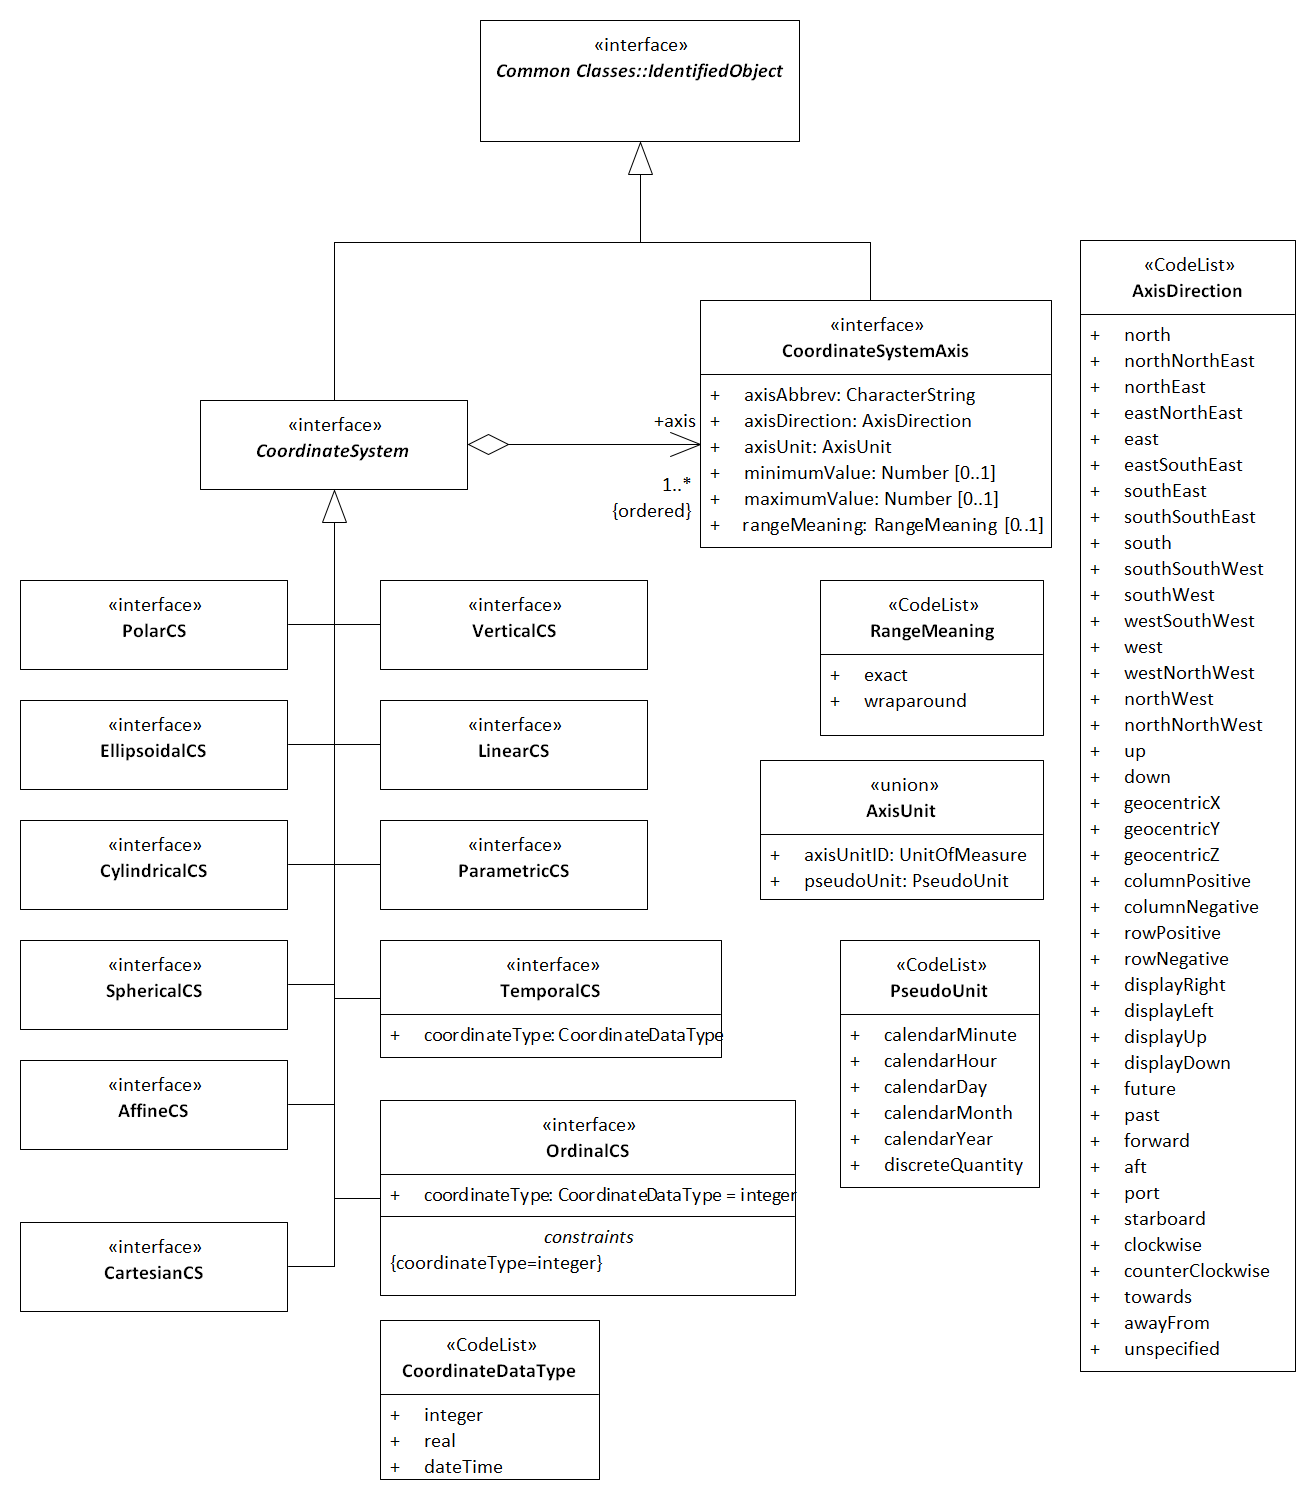 «interface»
Common Classes::IdentifiedObject
«interface»
CoordinateSystem
+axis
1..*
{ordered}
«interface»
CoordinateSystemAxis
+ axisAbbrev: CharacterString
+ axisDirection: AxisDirection
+ axisUnit: AxisUnit
+ minimumValue: Number [0..1]
+ maximumValue: Number [0..1]
+ rangeMeaning: RangeMeaning [0..1]
«interface»
PolarCS
«interface»
VerticalCS
«interface»
EllipsoidalCS
«interface»
LinearCS
«interface»
CylindricalCS
«interface»
ParametricCS
«interface»
SphericalCS
«interface»
TemporalCS
+ coordinateType: CoordinateDataType
«interface»
AffineCS
«interface»
OrdinalCS
+ coordinateType: CoordinateDataType = integer
constraints
{coordinateType=integer}
«interface»
CartesianCS
«CodeList»
CoordinateDataType
+ integer
+ real
+ dateTime
«CodeList»
RangeMeaning
+ exact
+ wraparound
«union»
AxisUnit
+ axisUnitID: UnitOfMeasure
+ pseudoUnit: PseudoUnit
«CodeList»
PseudoUnit
+ calendarMinute
+ calendarHour
+ calendarDay
+ calendarMonth
+ calendarYear
+ discreteQuantity
«CodeList»
AxisDirection
+ north
+ northNorthEast
+ northEast
+ eastNorthEast
+ east
+ eastSouthEast
+ southEast
+ southSouthEast
+ south
+ southSouthWest
+ southWest
+ westSouthWest
+ west
+ westNorthWest
+ northWest
+ northNorthWest
+ up
+ down
+ geocentricX
+ geocentricY
+ geocentricZ
+ columnPositive
+ columnNegative
+ rowPositive
+ rowNegative
+ displayRight
+ displayLeft
+ displayUp
+ displayDown
+ future
+ past
+ forward
+ aft
+ port
+ starboard
+ clockwise
+ counterClockwise
+ towards
+ awayFrom
+ unspecified